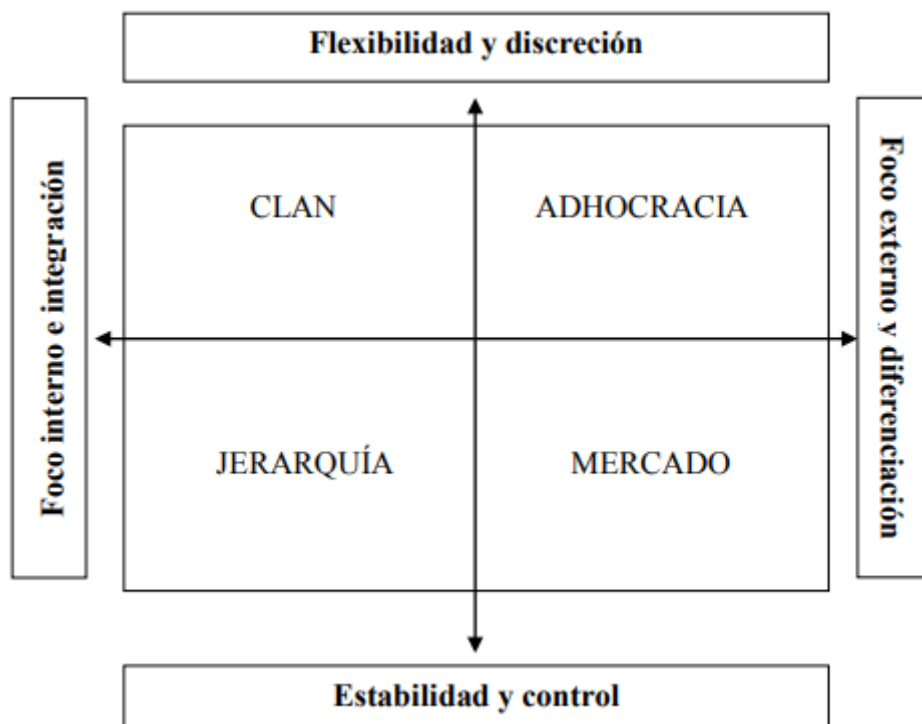 Flexibilidad y discreción
Foco interno e integración
CLAN
ADHOCRACIA
Foco externo y diferenciación
JERARQUÍA
MERCADO
Estabilidad y control